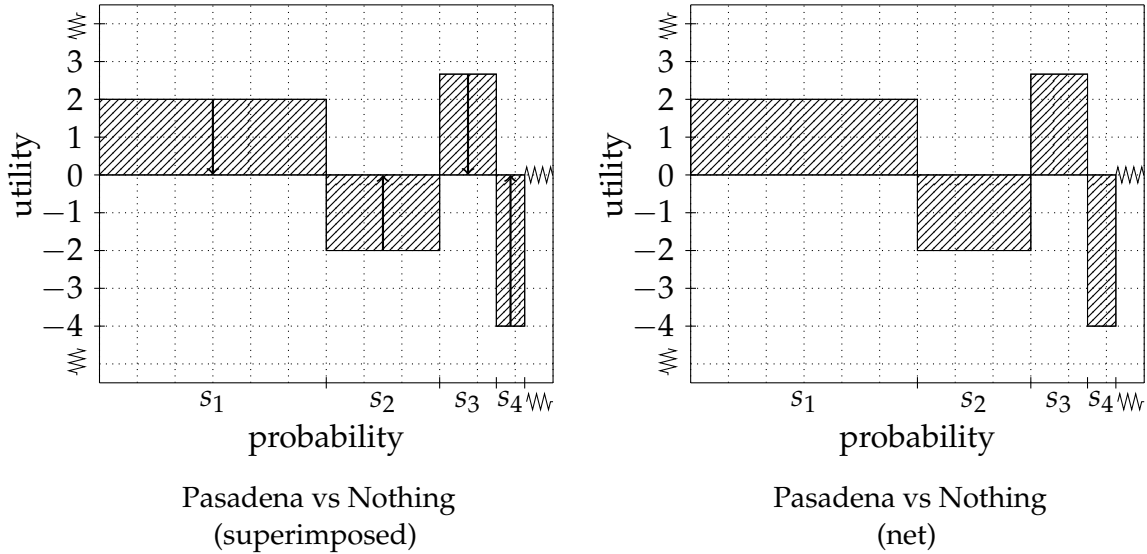 3
2
1
0
−1
−2
−3
−4
utility
s1 s2 s3 s4
probability
Pasadena vs Nothing
(superimposed)
3
2
1
0
−1
−2
−3
−4
utility
s1 s2 s3 s4
probability
Pasadena vs Nothing
(net)